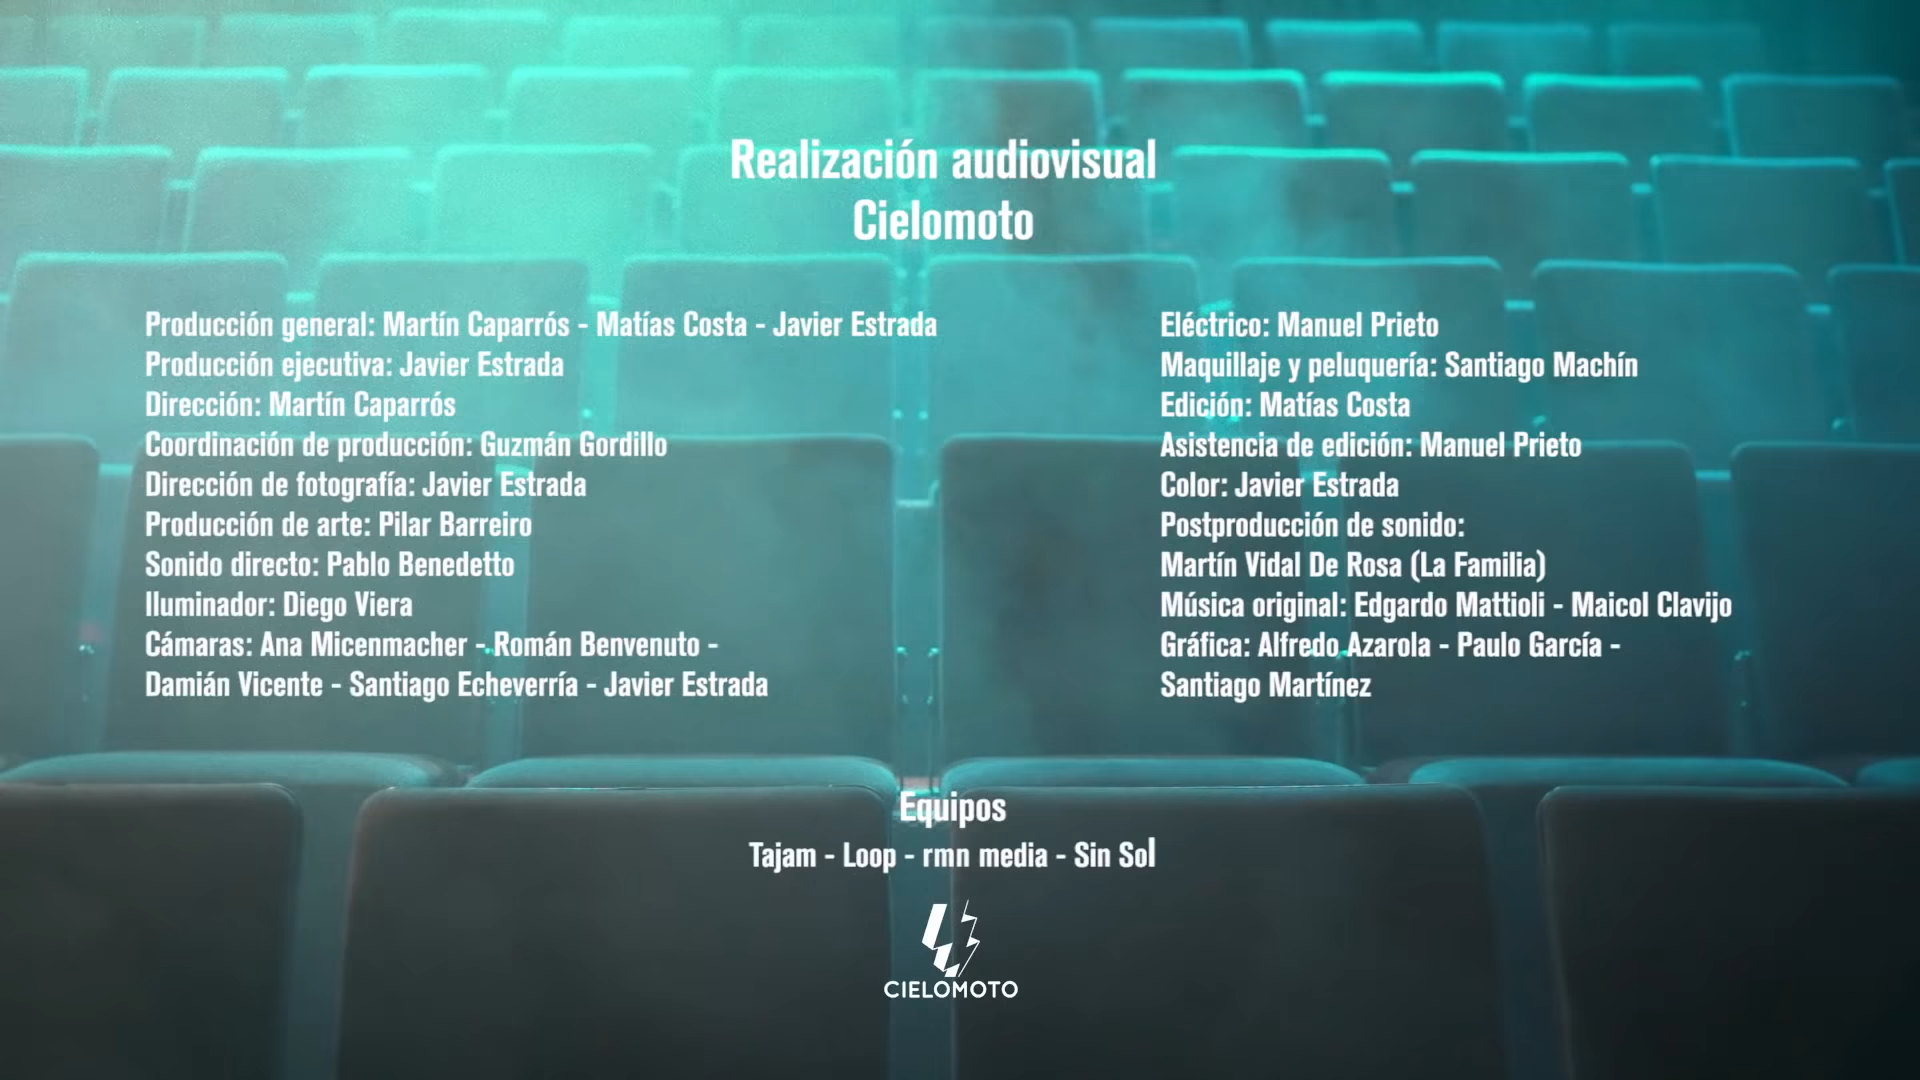 Realización audiovisual
Cielomoto
Producción general: Martín Caparrós - Matías Costa - Javier Estrada
Producción ejecutiva: Javier Estrada
Dirección: Martín Caparrós
Coordinación de producción: Guzmán Gordillo
Dirección de fotografía: Javier Estrada
Producción de arte: Pilar Barreiro
Sonido directo: Pablo Benedetto
Iluminador: Diego Viera
Cámaras: Ana Micenmacher - Román Benvenuto -
Damián Vicente - Santiago Echeverría - Javier Estrada
Eléctrico: Manuel Prieto
Maquillaje y peluquería: Santiago Machín
Edición: Matías Costa
Asistencia de edición: Manuel Prieto
Color: Javier Estrada
Postproducción de sonido:
Martín Vidal De Rosa (La Familia)
Música original: Edgardo Mattioli - Maicol Clavijo
Gráfica: Alfredo Azarola - Paulo García -
Santiago Martínez
Equipos
Tajam - Loop - rmn media - Sin Sol
CIELOMOTO